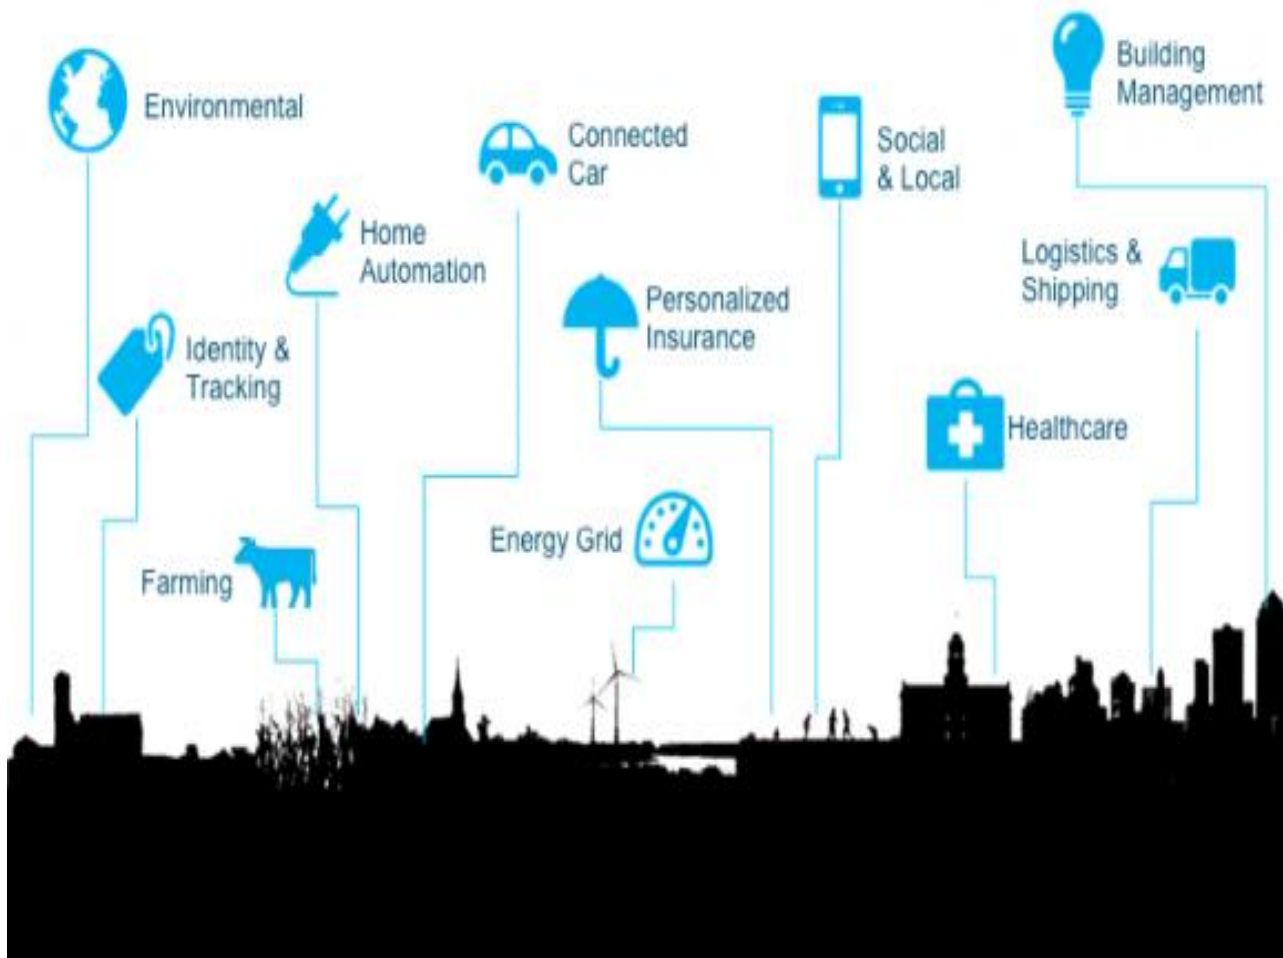 Environmental
Identity &
Tracking
Farming
Home
Automation
Connected
Car
Personalized
Insurance
Energy Grid
Social
& Local
Healthcare
Logistics &
Shipping
Building
Management